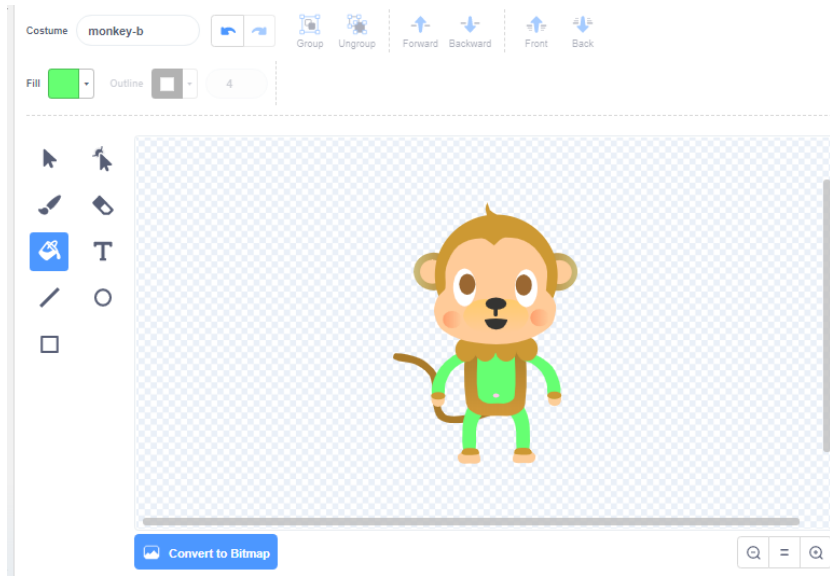 Costume monkey-b
Group Ungroup Forward Backward Front Back
Fill Outline 4
T
Convert to Bitmap